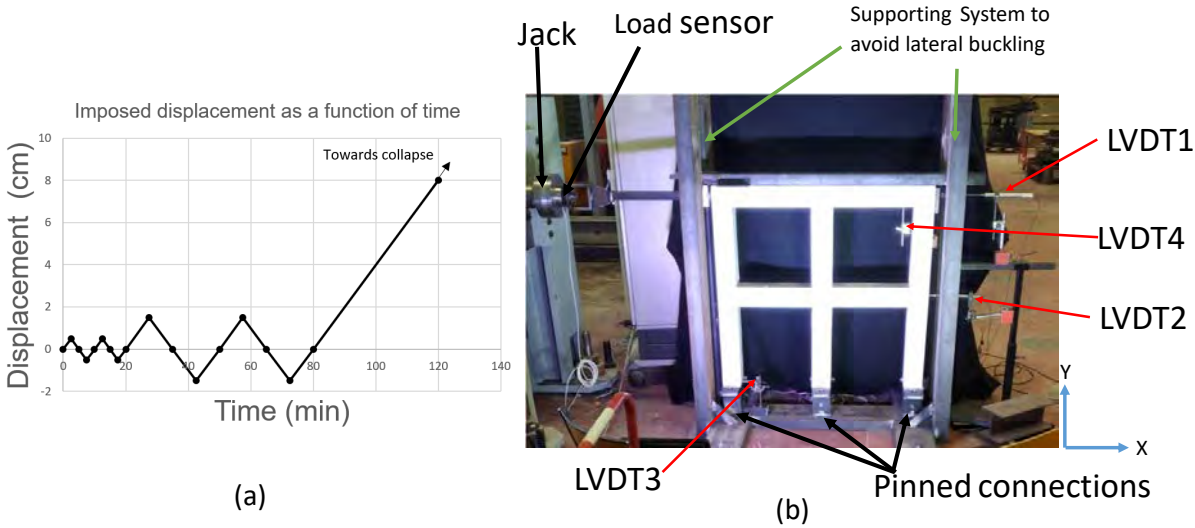 Imposed displacement as a function of time
Displacement (cm)
10
8
6
4
2
0
-2
0
20
40
60
80
100
120
140
Time (min)
Towards collapse
(a)
Jack
Load sensor
Supporting System to
avoid lateral buckling
LVDT1
LVDT4
LVDT2
LVDT3
Pinned connections
Y
X
(b)